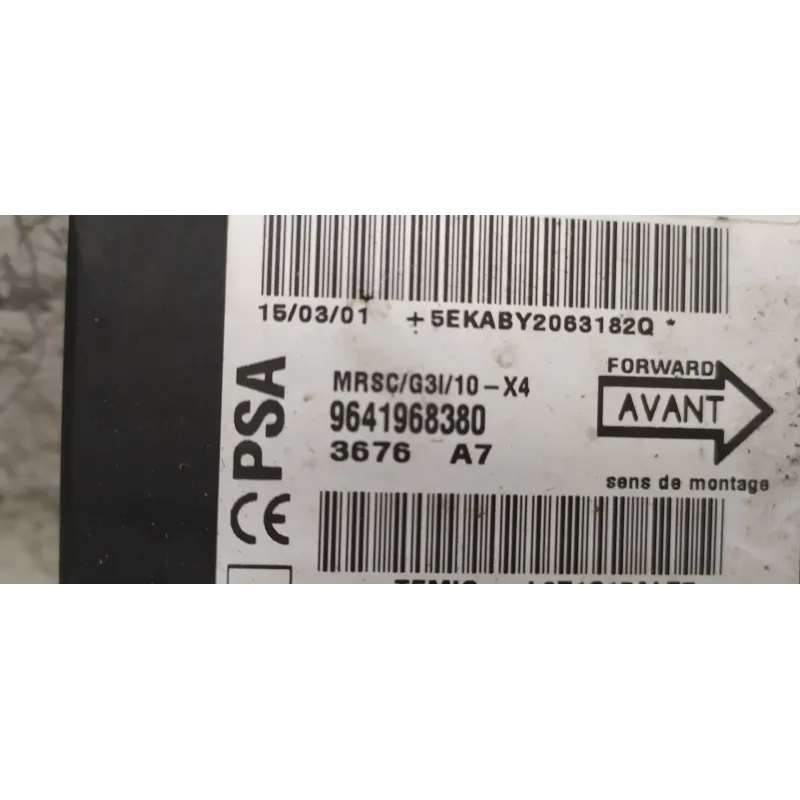 15/03/01 +5EKABY2063182Q *
PSA
CE
MRSC/G3I/10-X4
9641968380
3676 A7
FORWARD
AVANT
sens de montage